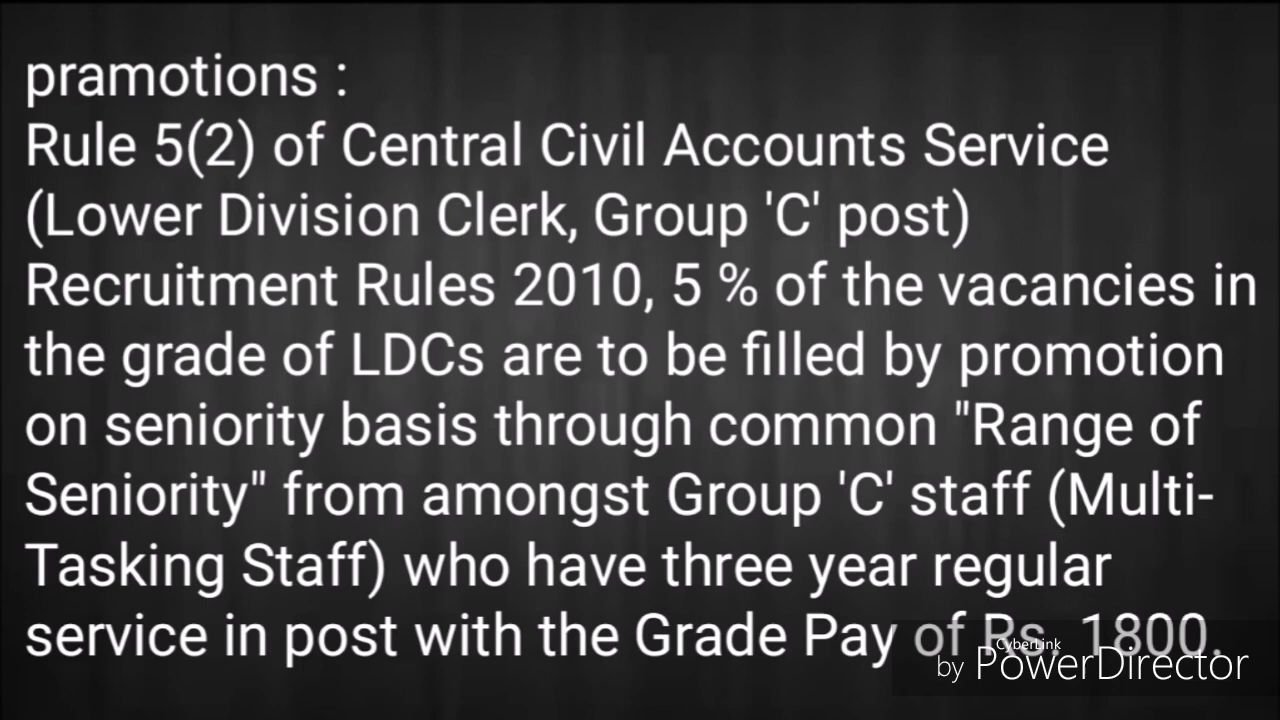 pramotions :
Rule 5(2) of Central Civil Accounts Service
(Lower Division Clerk, Group 'C' post)
Recruitment Rules 2010, 5 % of the vacancies in
the grade of LDCs are to be filled by promotion
on seniority basis through common "Range of
Seniority" from amongst Group 'C' staff (Multi-
Tasking Staff) who have three year regular
service in post with the Grade Pay of Rs. 1800.
CyberLink
by PowerDirector